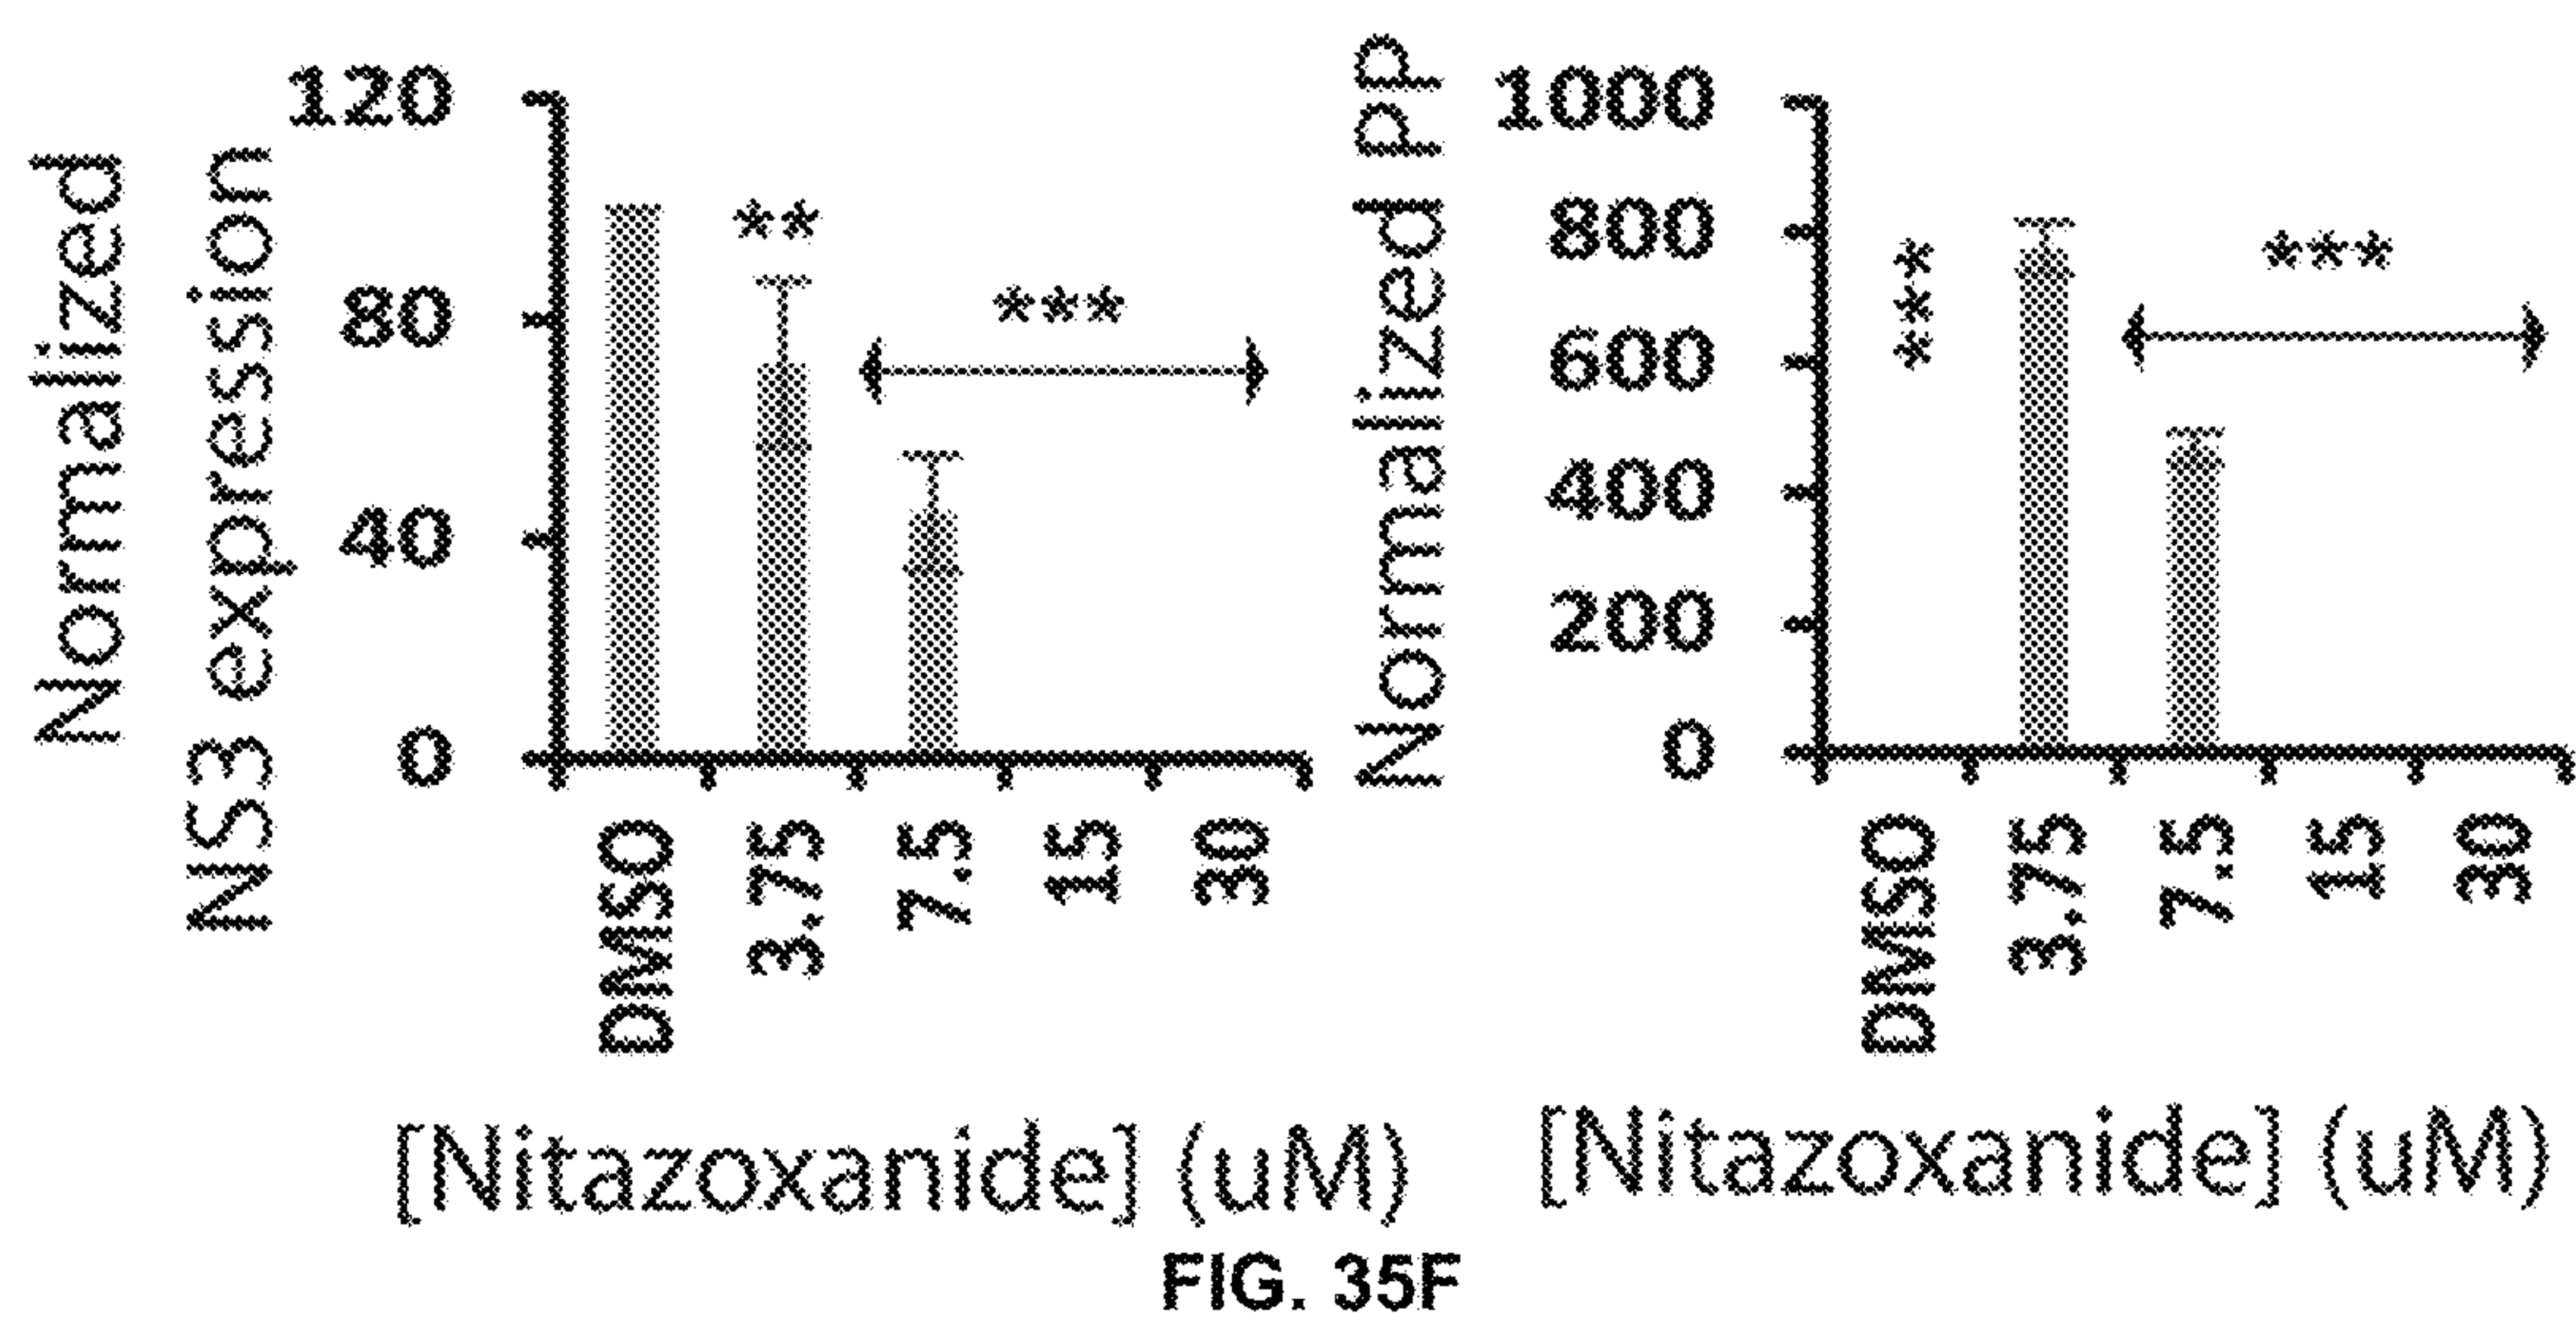 Normalized
NS3 expression
120
80
40
0
**
***
DMSO
3.75
7.5
15
30
[Nitazoxanide] (uM)
Normalized PP
1000
800
600
400
200
0
***
***
DMSO
3.75
7.5
15
30
[Nitazoxanide] (uM)
FIG. 35F